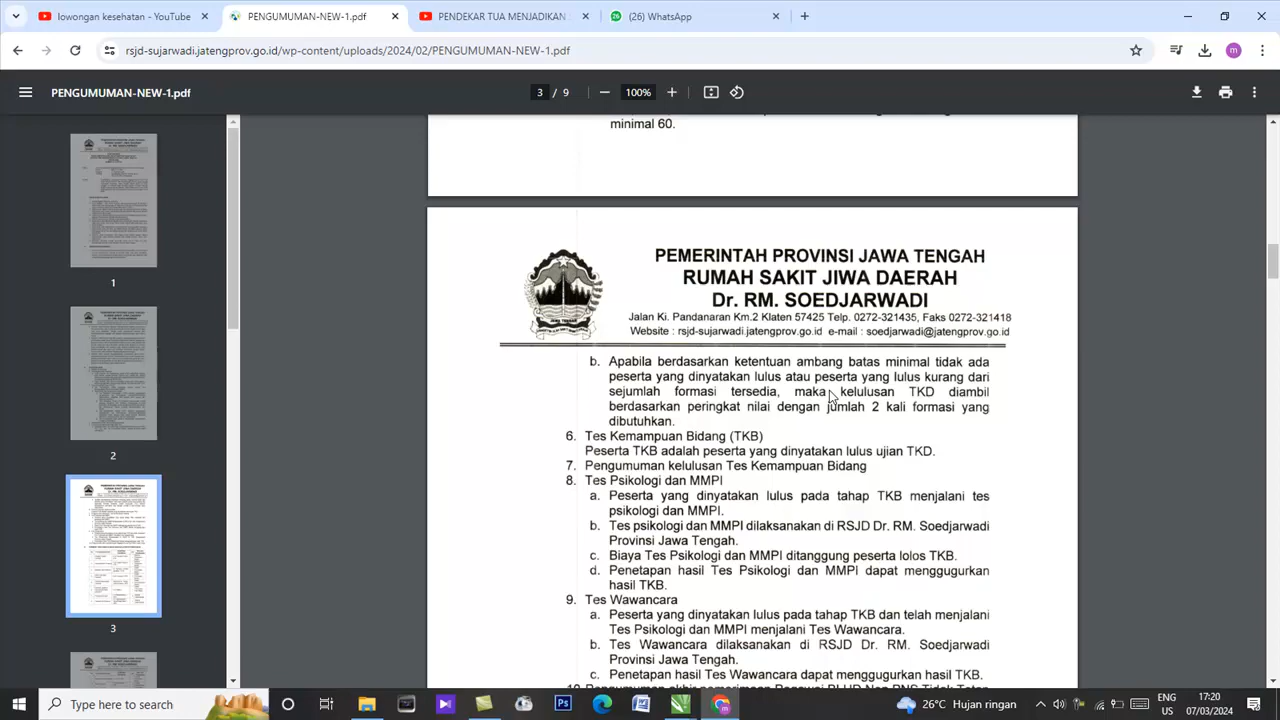 lowongan kesehatan - YouTube
PENGUMUMAN-NEW-1.pdf
PENDEKAR TUA MENJADIKAN
(26) WhatsApp
rsjd-sujarwadi.jatengprov.go.id/wp-content/uploads/2024/02/PENGUMUMAN-NEW-1.pdf
m
PENGUMUMAN-NEW-1.pdf
3 / 9
100%
1
2
3
minimal 60.
PEMERINTAH PROVINSI JAWA TENGAH
RUMAH SAKIT JIWA DAERAH
Dr. RM. SOEDJARWADI
Jalan Ki. Pandanaran Km.2 Klaten 57425 Telp. 0272-321435, Faks 0272-321418
Website : rsjd-sujarwadi.jatengprov.go.id e-mail : soedjarwadi@jatengprov.go.id
b. Apabila berdasarkan ketentuan ambang batas minimal tidak ada
peserta yang dinyatakan lulus atau peserta yang lulus kurang dari
sejumlah formasi tersedia, maka kelulusan TKD diambil
berdasarkan peringkat nilai dengan jumlah 2 kali formasi yang
dibutuhkan.
6. Tes Kemampuan Bidang (TKB)
Peserta TKB adalah peserta yang dinyatakan lulus ujian TKD.
7. Pengumuman kelulusan Tes Kemampuan Bidang
8. Tes Psikologi dan MMPI
a. Peserta yang dinyatakan lulus pada tahap TKB menjalani tes
psikologi dan MMPI.
b. Tes psikologi dan MMPI dilaksanakan di RSJD Dr. RM. Soedjarwadi
Provinsi Jawa Tengah.
c. Biaya Tes Psikologi dan MMPI ditanggung peserta lolos TKB.
d. Penetapan hasil Tes Psikologi dan MMPI dapat menggugurkan
hasil TKB.
9. Tes Wawancara
a. Peserta yang dinyatakan lulus pada tahap TKB dan telah menjalani
Tes Psikologi dan MMPI menjalani Tes Wawancara.
b. Tes Wawancara dilaksanakan di RSJD Dr. RM. Soedjarwadi
Provinsi Jawa Tengah.
c. Penetapan hasil Tes Wawancara dapat menggugurkan hasil TKB.
Type here to search
26°C Hujan ringan
ENG
US
17:20
07/03/2024